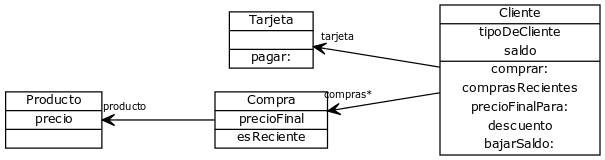 Tarjeta
pagar:
Cliente
tipoDeCliente
saldo
comprar:
comprasRecientes
precioFinalPara:
descuento
bajarSaldo:
tarjeta
compras*
Producto
precio
producto
Compra
precioFinal
esReciente